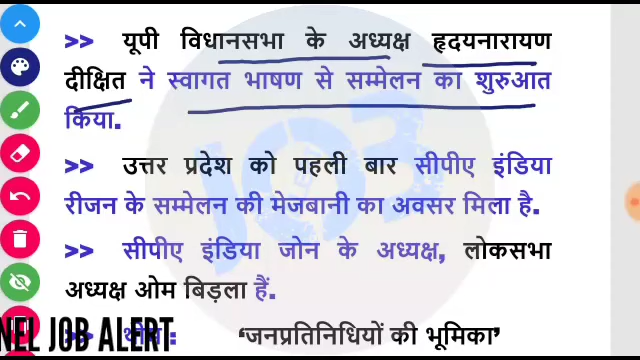 >> यूपी विधानसभा के अध्यक्ष हृदयनारायण
दीक्षित ने स्वागत भाषण से सम्मेलन का शुरुआत
किया.
>> उत्तर प्रदेश को पहली बार सीपीए इंडिया
रीजन के सम्मेलन की मेजबानी का अवसर मिला है.
>> सीपीए इंडिया जोन के अध्यक्ष, लोकसभा
अध्यक्ष ओम बिड़ला हैं.
>> थीम : ‘जनप्रतिनिधियों की भूमिका’
NEL JOB ALERT